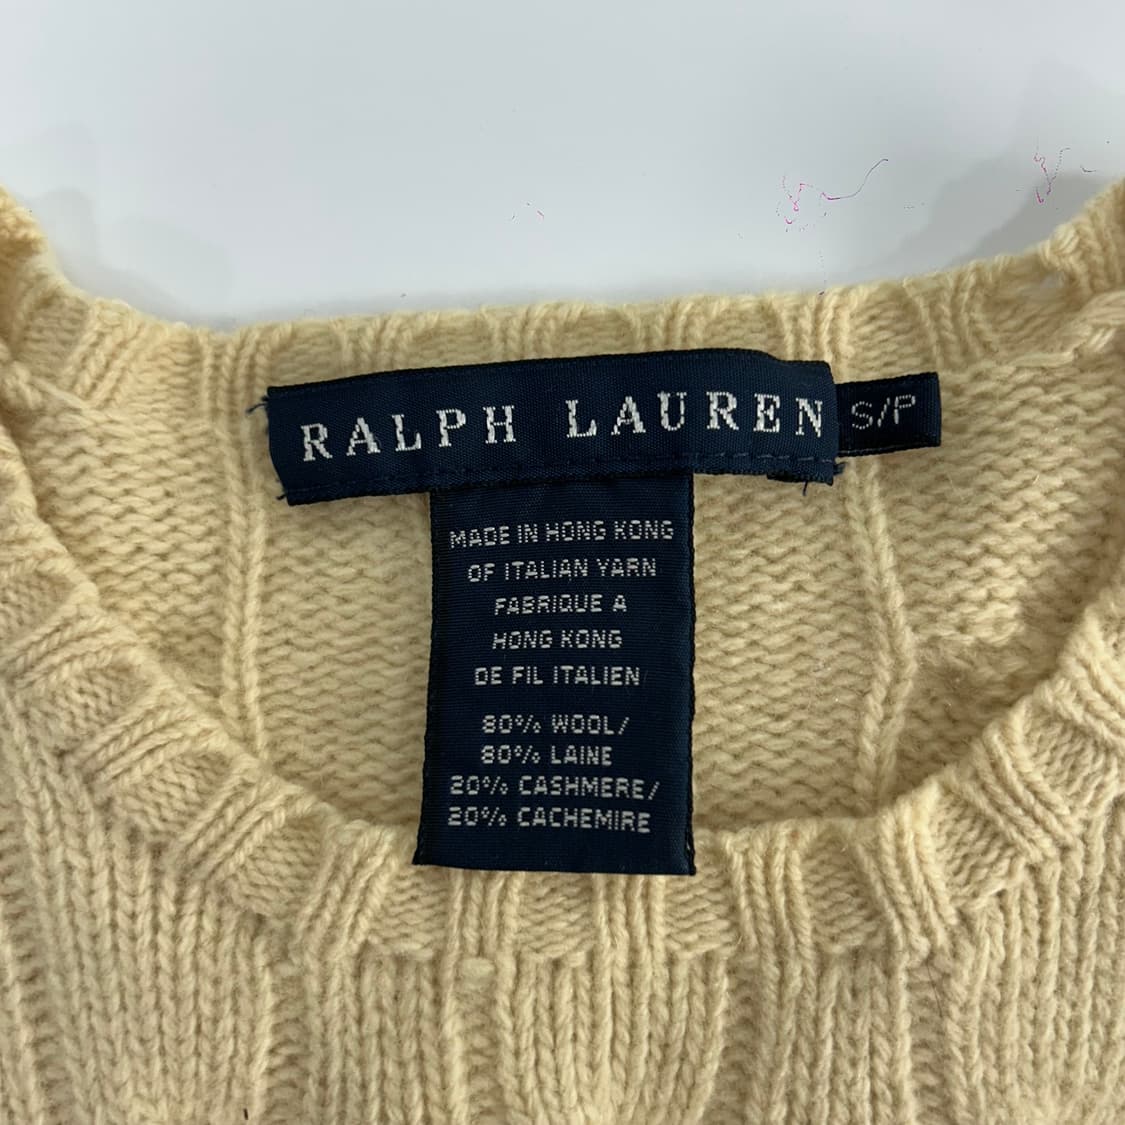 RALPH LAUREN
S/P
MADE IN HONG KONG
OF ITALIAN YARN
FABRIQUE A
HONG KONG
DE FIL ITALIEN
80% WOOL/
80% LAINE
20% CASHMERE/
20% CACHEMIRE